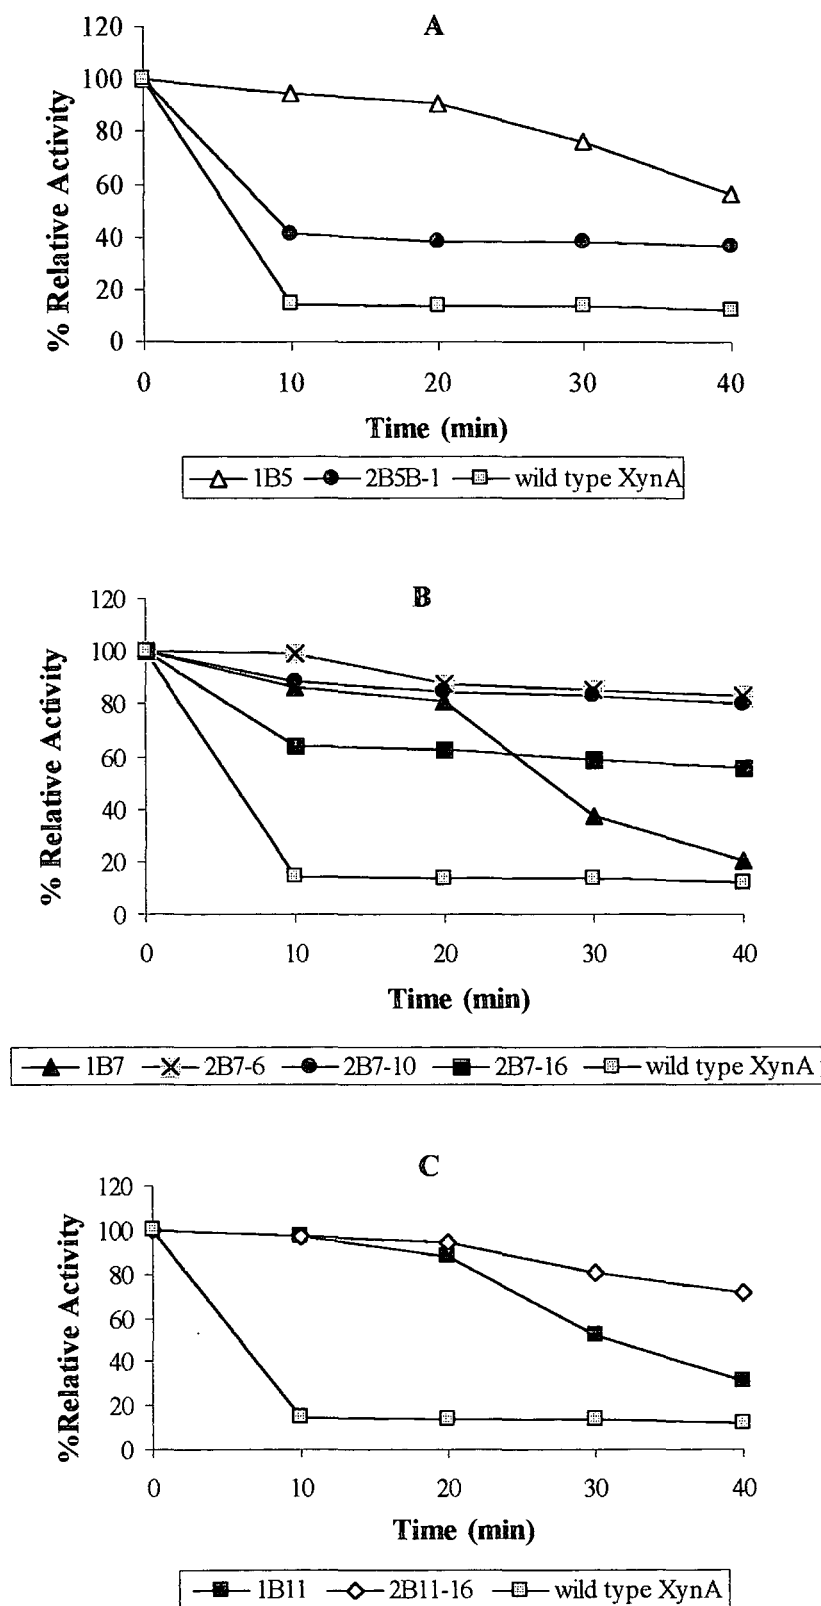 A
120
100
80
60
40
20
0
% Relative Activity
0 10 20 30 40
Time (min)
1B5 2B5B-1 wild type XynA
B
120
100
80
60
40
20
0
% Relative Activity
0 10 20 30 40
Time (min)
1B7 2B7-6 2B7-10 2B7-16 wild type XynA
C
120
100
80
60
40
20
0
%Relative Activity
0 10 20 30 40
Time (min)
1B11 2B11-16 wild type XynA